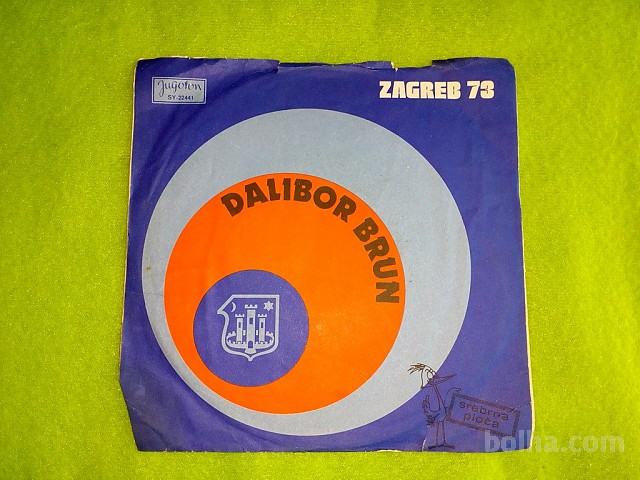 Jugoton
SY-22441
ZAGREB 73
DALIBOR BRUN
srebrna
ploča
bolha.com